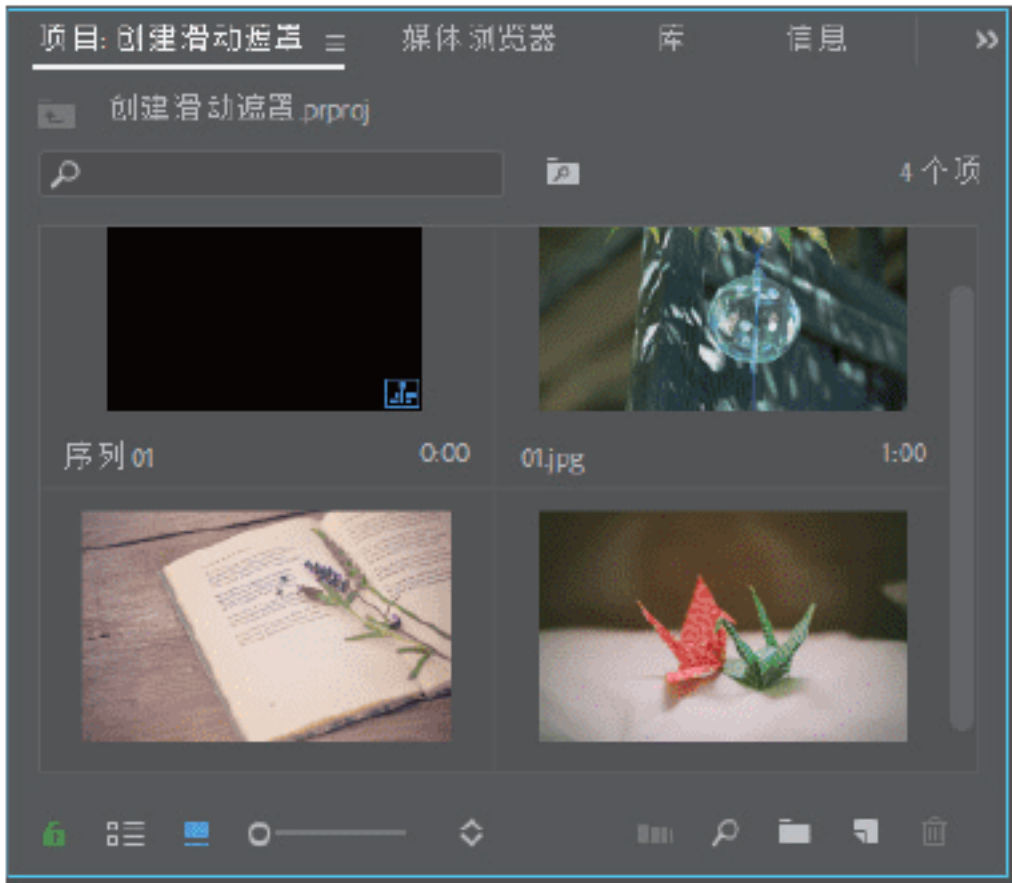 项目: 创建滑动遮罩 媒体浏览器 库 信息
创建滑动遮罩.prproj
4 个项
序列 01 0:00 01.jpg 1:00